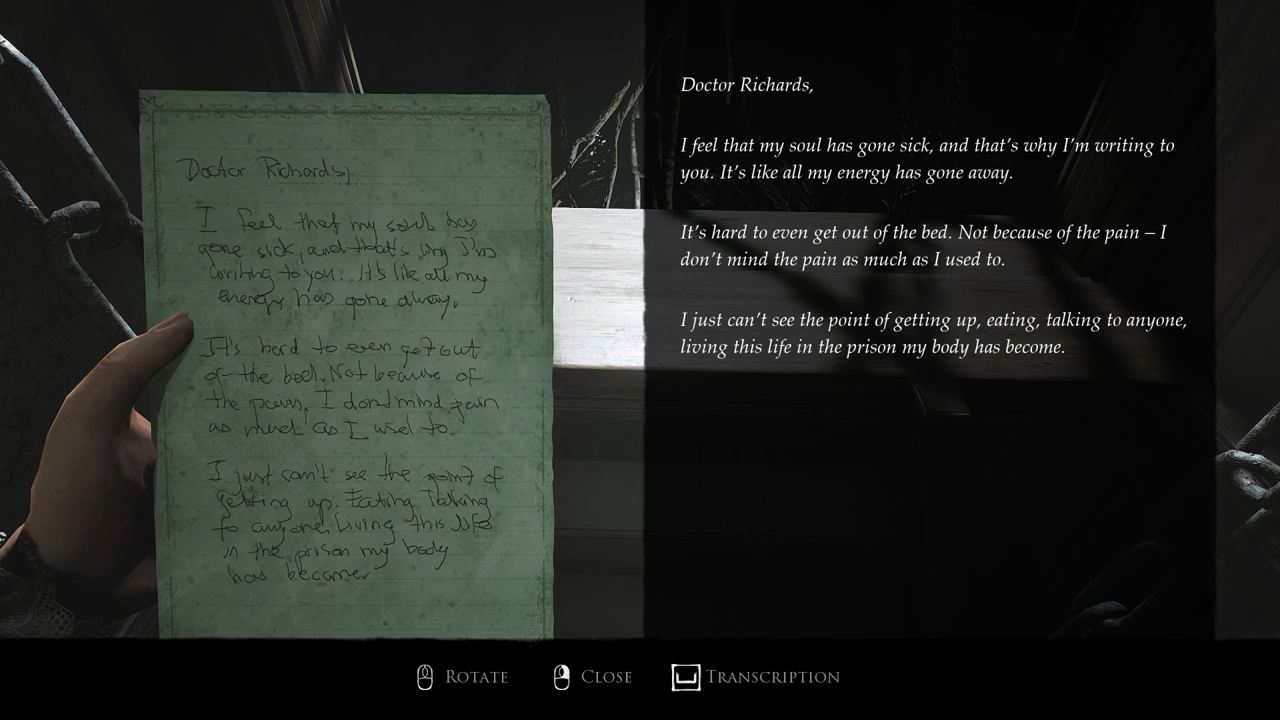 Doctor Richards,
I feel that my soul has
gone sick, and that's why I'm
writing to you. It's like all my
energy has gone away.
It's hard to even get out
of the bed. Not because of
the pain. I don't mind pain
as much as I used to.
I just can't see the point of
getting up. Eating. Talking
to anyone. Living this life
in the prison my body
has become.
Doctor Richards,
I feel that my soul has gone sick, and that's why I'm writing to
you. It's like all my energy has gone away.
It's hard to even get out of the bed. Not because of the pain – I
don't mind the pain as much as I used to.
I just can't see the point of getting up, eating, talking to anyone,
living this life in the prison my body has become.
ROTATE
CLOSE
TRANSCRIPTION